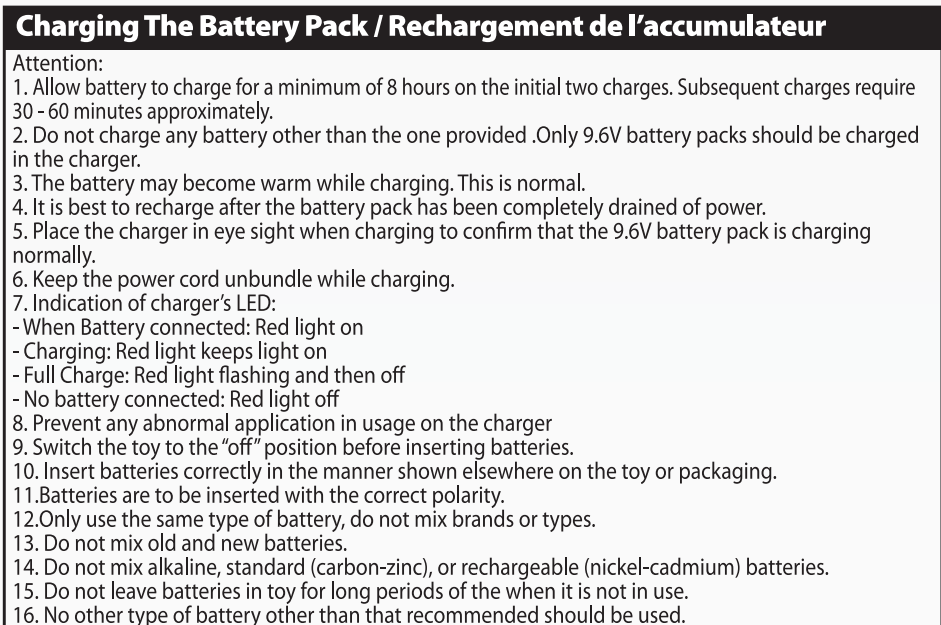 Charging The Battery Pack / Rechargement de l'accumulateur
Attention:
1. Allow battery to charge for a minimum of 8 hours on the initial two charges. Subsequent charges require
30 - 60 minutes approximately.
2. Do not charge any battery other than the one provided .Only 9.6V battery packs should be charged
in the charger.
3. The battery may become warm while charging. This is normal.
4. It is best to recharge after the battery pack has been completely drained of power.
5. Place the charger in eye sight when charging to confirm that the 9.6V battery pack is charging
normally.
6. Keep the power cord unbundle while charging.
7. Indication of charger's LED:
- When Battery connected: Red light on
- Charging: Red light keeps light on
- Full Charge: Red light flashing and then off
- No battery connected: Red light off
8. Prevent any abnormal application in usage on the charger
9. Switch the toy to the "off" position before inserting batteries.
10. Insert batteries correctly in the manner shown elsewhere on the toy or packaging.
11.Batteries are to be inserted with the correct polarity.
12.Only use the same type of battery, do not mix brands or types.
13. Do not mix old and new batteries.
14. Do not mix alkaline, standard (carbon-zinc), or rechargeable (nickel-cadmium) batteries.
15. Do not leave batteries in toy for long periods of the when it is not in use.
16. No other type of battery other than that recommended should be used.